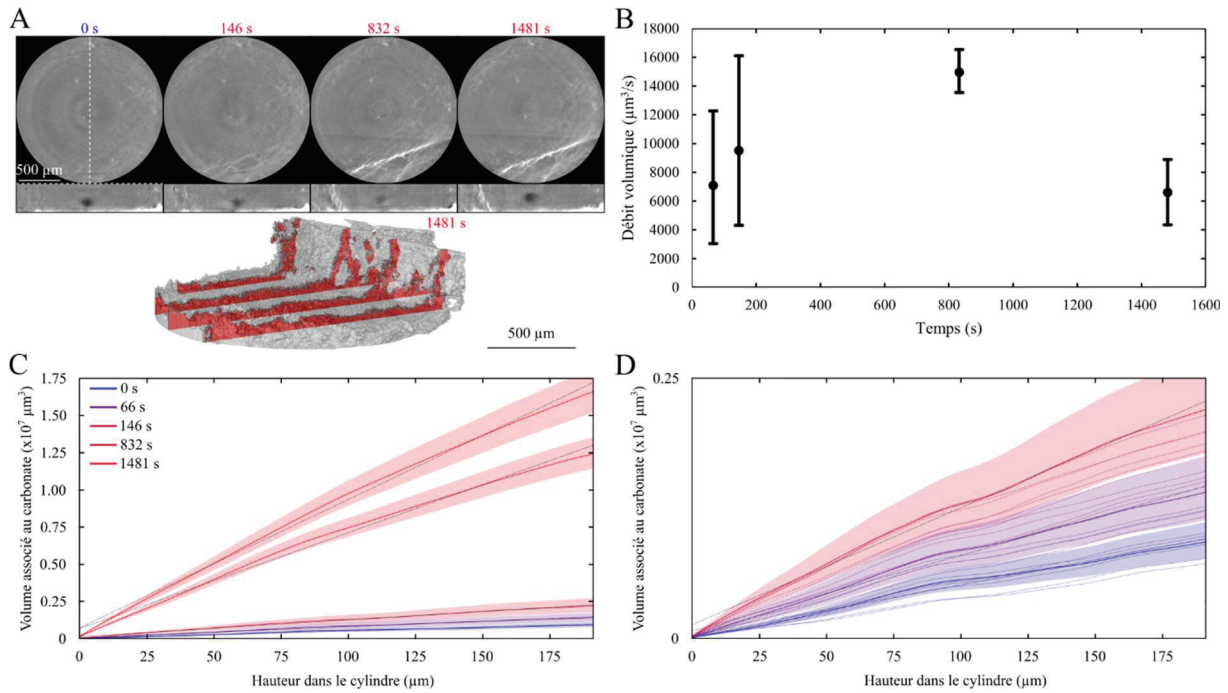 A
0 s
146 s
832 s
1481 s
500 µm
1481 s
500 µm
B
Débit volumique (µm³/s)
18000
16000
14000
12000
10000
8000
6000
4000
2000
0
0
200
400
600
800
1000
1200
1400
1600
Temps (s)
C
Volume associé au carbonate (x10⁷ µm³)
1.75
1.50
1.25
1.00
0.75
0.50
0.25
0
0 s
66 s
146 s
832 s
1481 s
0
25
50
75
100
125
150
175
Hauteur dans le cylindre (µm)
D
Volume associé au carbonate (x10⁷ µm³)
0.25
0
0
25
50
75
100
125
150
175
Hauteur dans le cylindre (µm)